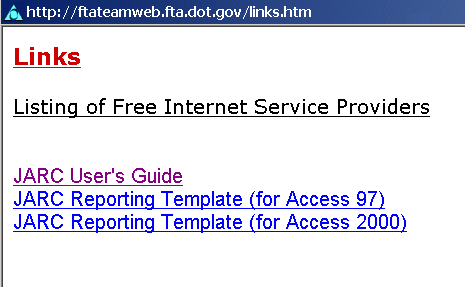 http://ftateamweb.fta.dot.gov/links.htm
Links
Listing of Free Internet Service Providers
JARC User's Guide
JARC Reporting Template (for Access 97)
JARC Reporting Template (for Access 2000)